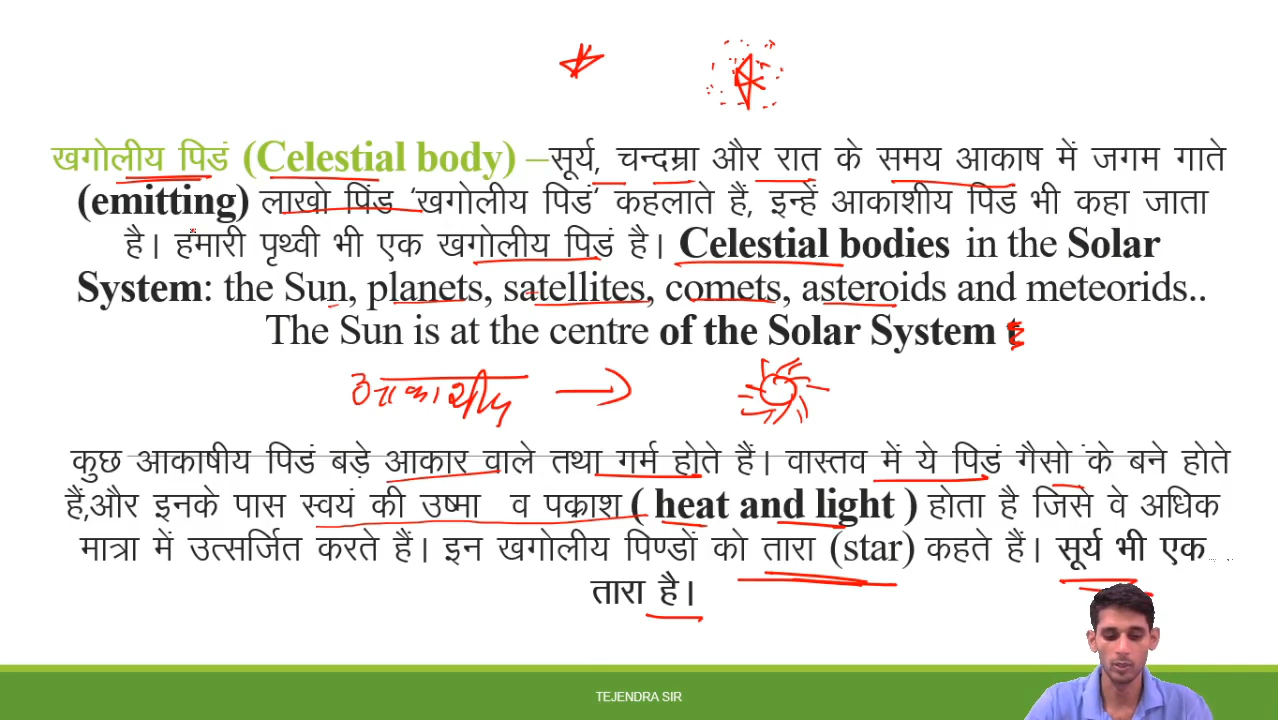 खगोलीय पिडं (Celestial body) –सूर्य, चन्दम्रा और रात के समय आकाष में जगम गाते
(emitting) लाखो पिंड 'खगोलीय पिडं' कहलाते हैं, इन्हें आकाशीय पिडं भी कहा जाता
है। हमारी पृथ्वी भी एक खगोलीय पिडं है। Celestial bodies in the Solar
System: the Sun, planets, satellites, comets, asteroids and meteorids..
The Sun is at the centre of the Solar System
आकाशीय
कुछ आकाषीय पिडं बड़े आकार वाले तथा गर्म होते हैं। वास्तव में ये पिडं गैसो के बने होते
हैं,और इनके पास स्वयं की उष्मा व पकाश ( heat and light ) होता है जिसे वे अधिक
मात्रा में उत्सर्जित करते हैं। इन खगोलीय पिण्डों को तारा (star) कहते हैं। सूर्य भी एक
तारा है।
TEJENDRA SIR